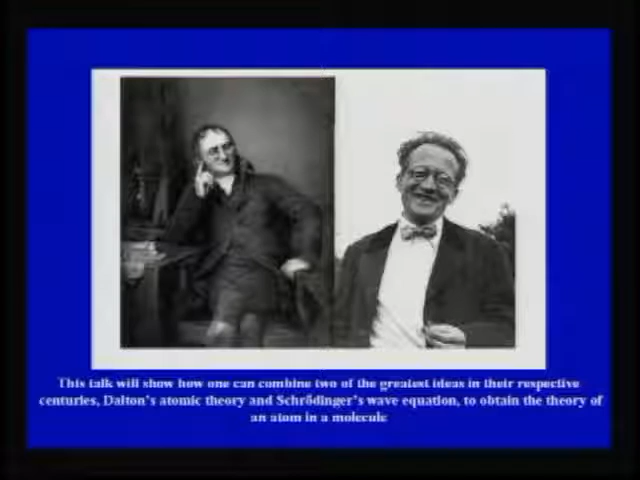 This talk will show how one can combine two of the greatest ideas in their respective
centuries, Dalton's atomic theory and Schrödinger's wave equation, to obtain the theory of
an atom in a molecule